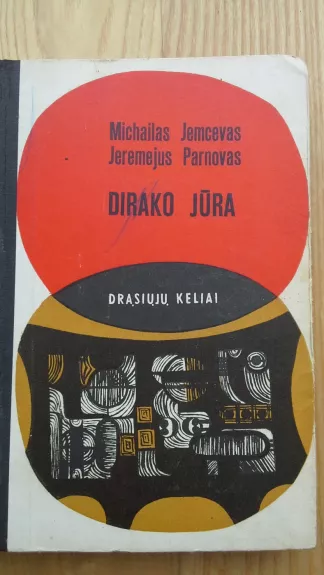 Michailas Jemcevas
Jeremejus Parnovas
DIRAKO JŪRA
DRĄSIŲJŲ KELIAI